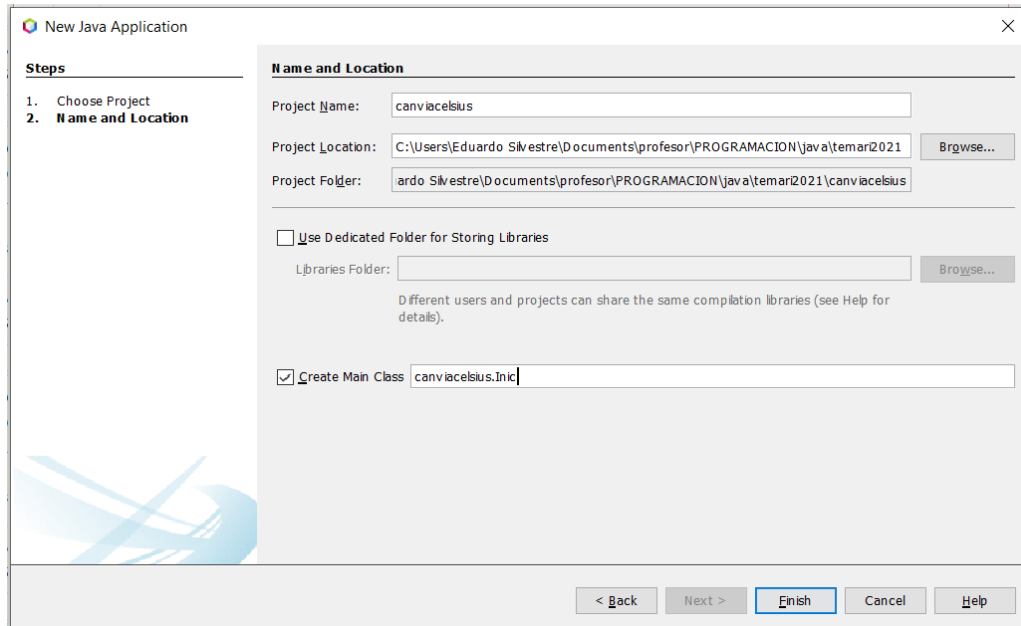 New Java Application
Steps
1. Choose Project
2. Name and Location
Name and Location
Project Name: canviacelsius
Project Location: C:\Users\Eduardo Silvestre\Documents\profesor\PROGRAMACION\java\temari2021 Browse...
Project Folder: ardo Silvestre\Documents\profesor\PROGRAMACION\java\temari2021\canviacelsius
Use Dedicated Folder for Storing Libraries
Libraries Folder: Browse...
Different users and projects can share the same compilation libraries (see Help for
details).
Create Main Class canviacelsius.Inic
< Back Next > Finish Cancel Help